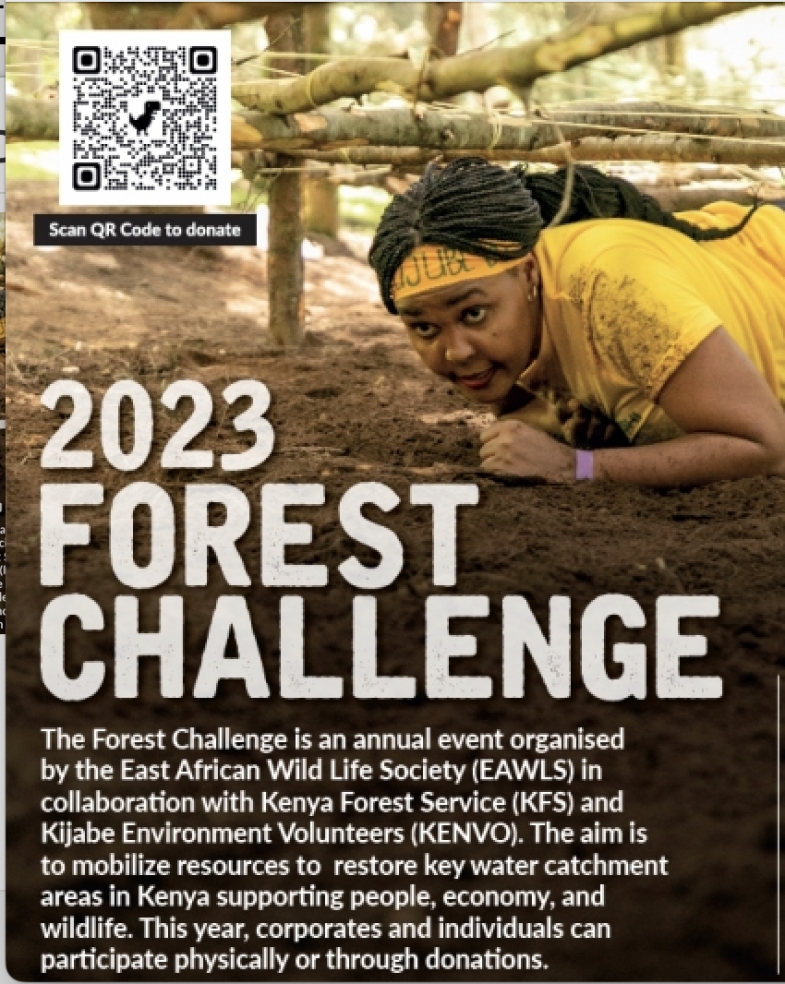 Scan QR Code to donate
2023
FOREST
CHALLENGE
The Forest Challenge is an annual event organised
by the East African Wild Life Society (EAWLS) in
collaboration with Kenya Forest Service (KFS) and
Kijabe Environment Volunteers (KENVO). The aim is
to mobilize resources to  restore key water catchment
areas in Kenya supporting people, economy, and
wildlife. This year, corporates and individuals can
participate physically or through donations.